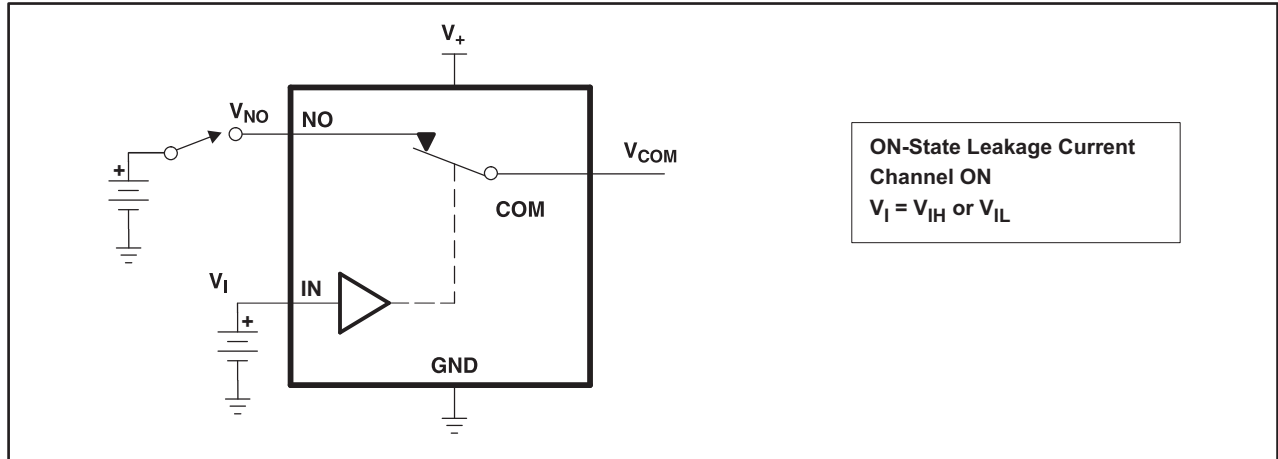 V+
VNO
NO
VCOM
COM
+
VI
IN
+
GND
ON-State Leakage Current
Channel ON
VI = VIH or VIL